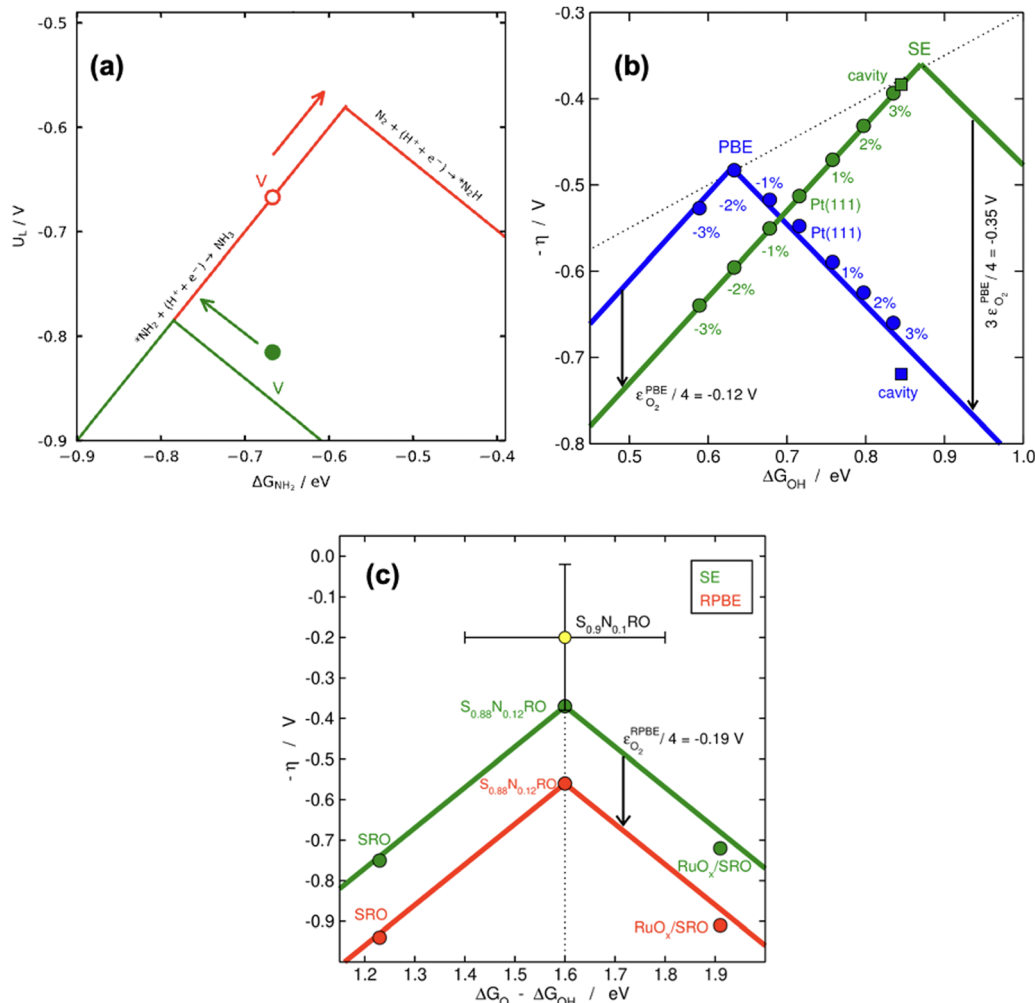 (a)
-0.5
-0.6
-0.7
-0.8
-0.9
U_L / V
V
N₂ + (H⁺ + e⁻) → *N₂H
*NH₂ + (H⁺ + e⁻) → NH₃
V
−0.9 −0.8 −0.7 −0.6 −0.5 −0.4
ΔG_NH₂ / eV
(b)
-0.3
-0.4
-0.5
-0.6
-0.7
-0.8
- η / V
SE
cavity
3%
2%
PBE
1%
-1%
Pt(111)
-2%
Pt(111)
-3%
-1%
1%
-2%
2%
-3%
3%
cavity
ε_O₂^PBE / 4 = -0.12 V
3 ε_O₂^PBE / 4 = -0.35 V
0.5 0.6 0.7 0.8 0.9 1.0
ΔG_OH / eV
(c)
0.0
-0.1
-0.2
-0.3
-0.4
-0.5
-0.6
-0.7
-0.8
-0.9
- η / V
SE
RPBE
S₀.₉N₀.₁RO
S₀.₈₈N₀.₁₂RO
ε_O₂^RPBE / 4 = -0.19 V
S₀.₈₈N₀.₁₂RO
SRO
RuOₓ/SRO
SRO
RuOₓ/SRO
1.2 1.3 1.4 1.5 1.6 1.7 1.8 1.9
ΔG_O - ΔG_OH / eV